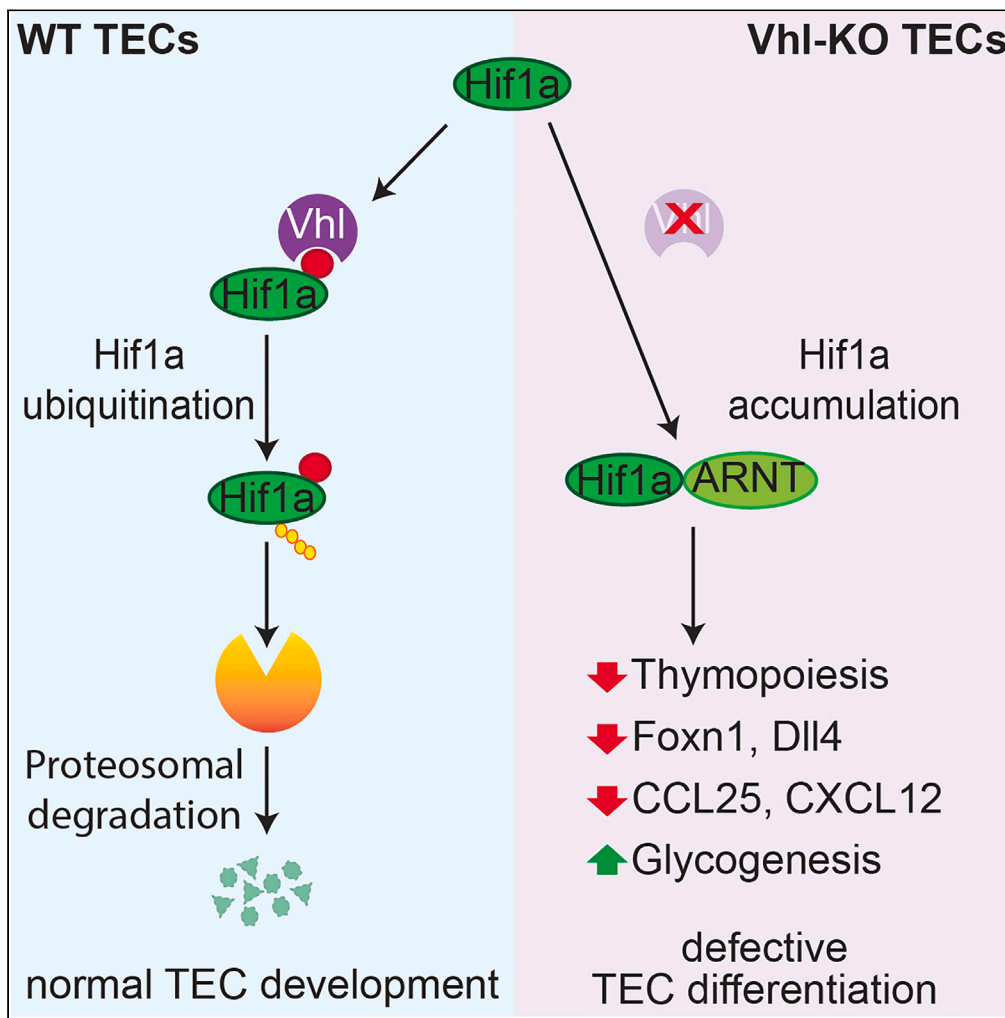 WT TECs
Vhl-KO TECs
Hif1a
Vhl
Vhl
Hif1a
Hif1a
ubiquitination
Hif1a
accumulation
Hif1a
Hif1a
ARNT
Thymopoiesis
Foxn1, Dll4
CCL25, CXCL12
Glycogenesis
Proteosomal
degradation
normal TEC development
defective
TEC differentiation